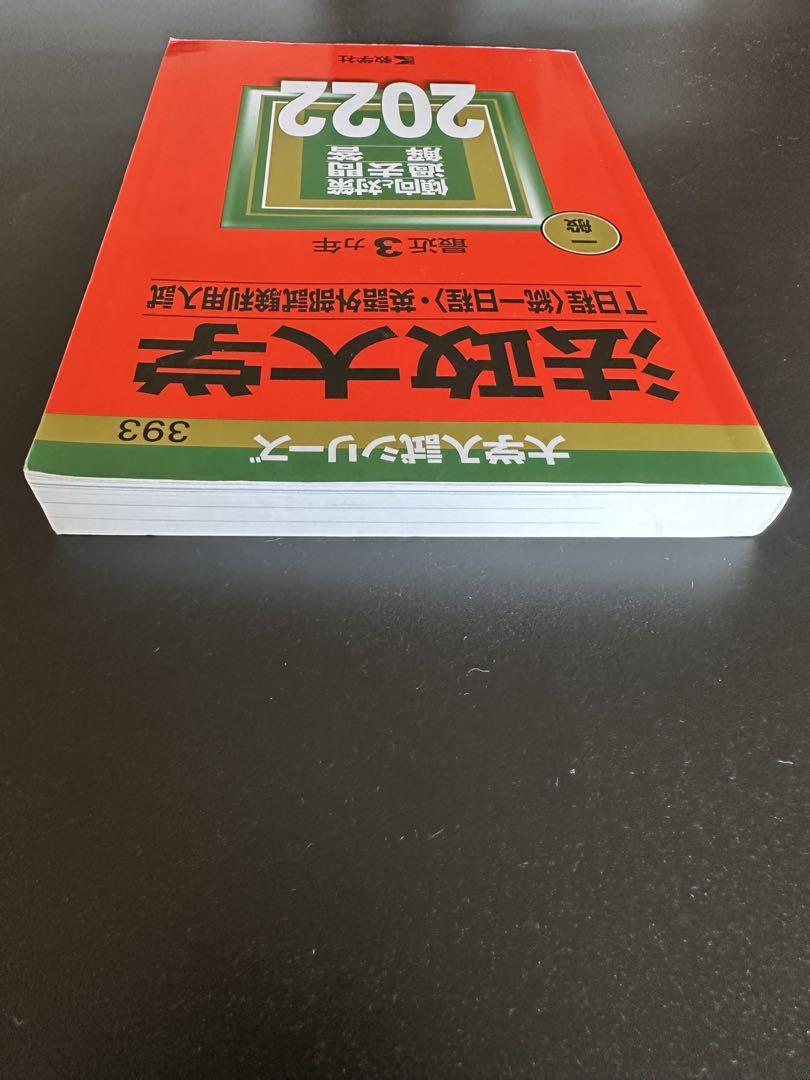 大学入試シリーズ
393
法政大学
T日程〈統一日程〉・英語外部試験利用入試
最近3ヵ年
一般
傾向と対策
過去問
解答
2022
教学社